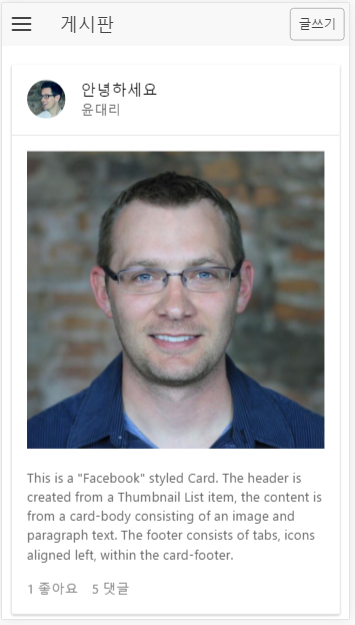 게시판
글쓰기
안녕하세요
윤대리
This is a "Facebook" styled Card. The header is
created from a Thumbnail List item, the content is
from a card-body consisting of an image and
paragraph text. The footer consists of tabs, icons
aligned left, within the card-footer.
1 좋아요 5 댓글